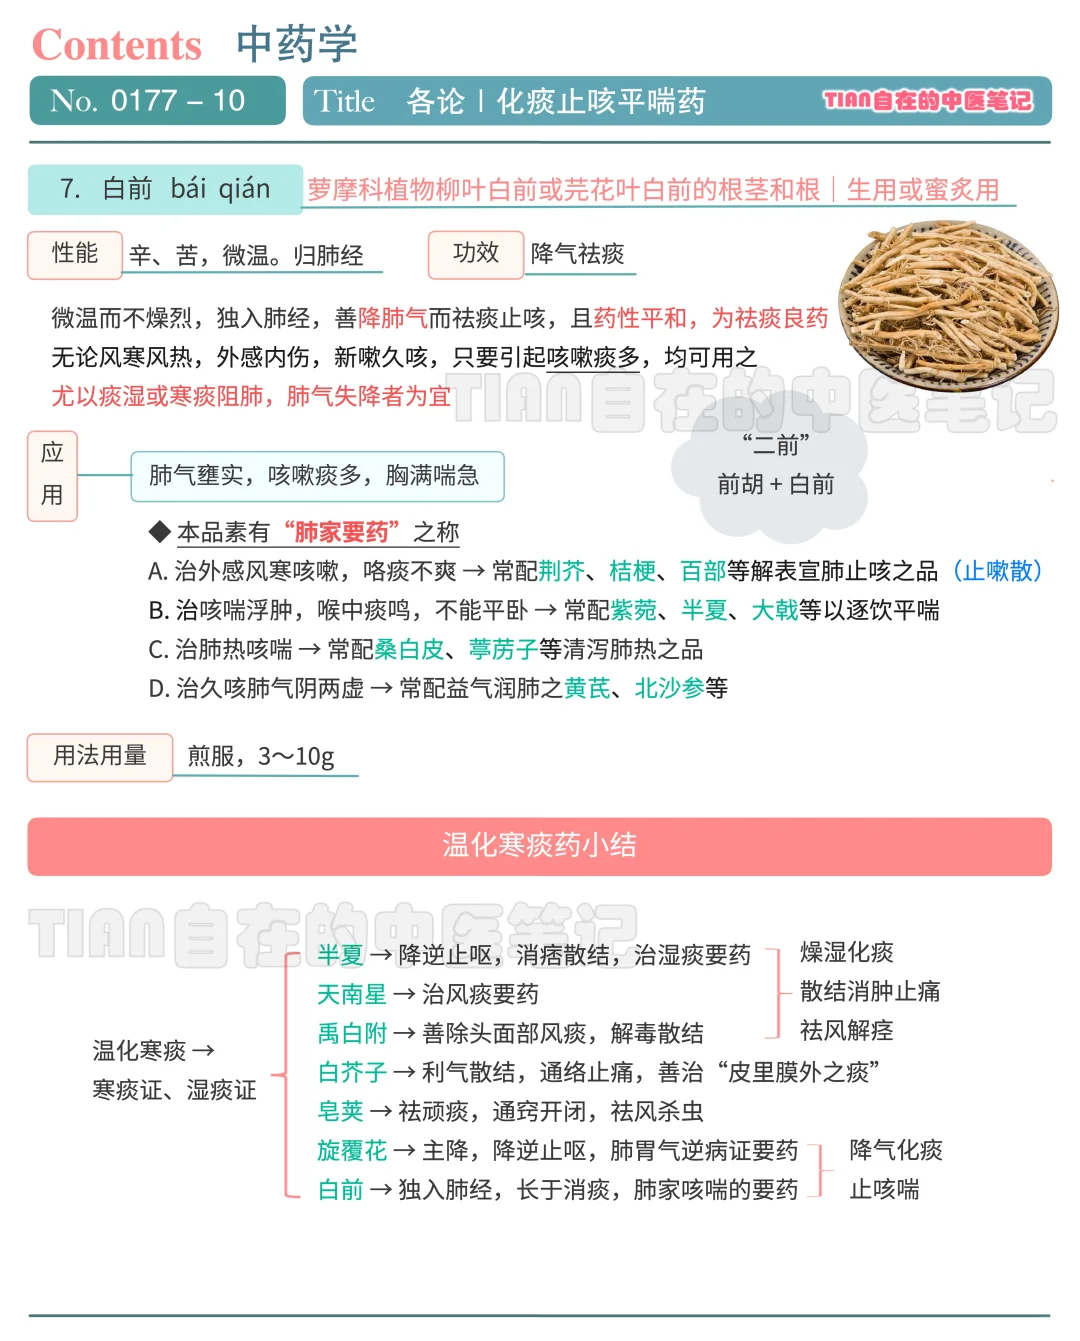 Contents 中药学
No. 0177 – 10 Title 各论丨化痰止咳平喘药 TIAN自在的中医笔记
7. 白前 bái qián 萝摩科植物柳叶白前或芫花叶白前的根茎和根｜生用或蜜炙用
性能 辛、苦，微温。归肺经 功效 降气祛痰
微温而不燥烈，独入肺经，善降肺气而祛痰止咳，且药性平和，为祛痰良药
无论风寒风热，外感内伤，新嗽久咳，只要引起咳嗽痰多，均可用之
尤以痰湿或寒痰阻肺，肺气失降者为宜
TIAN自在的中医笔记
“二前”
前胡 + 白前
应用
肺气壅实，咳嗽痰多，胸满喘急
◆ 本品素有“肺家要药”之称
A. 治外感风寒咳嗽，咯痰不爽 → 常配荆芥、桔梗、百部等解表宣肺止咳之品（止嗽散）
B. 治咳喘浮肿，喉中痰鸣，不能平卧 → 常配紫菀、半夏、大戟等以逐饮平喘
C. 治肺热咳喘 → 常配桑白皮、葶苈子等清泻肺热之品
D. 治久咳肺气阴两虚 → 常配益气润肺之黄芪、北沙参等
用法用量 煎服，3～10g
温化寒痰药小结
TIAN自在的中医笔记
温化寒痰 →
寒痰证、湿痰证
半夏 → 降逆止呕，消痞散结，治湿痰要药
天南星 → 治风痰要药
禹白附 → 善除头面部风痰，解毒散结
燥湿化痰
散结消肿止痛
祛风解痉
白芥子 → 利气散结，通络止痛，善治“皮里膜外之痰”
皂荚 → 祛顽痰，通窍开闭，祛风杀虫
旋覆花 → 主降，降逆止呕，肺胃气逆病证要药
白前 → 独入肺经，长于消痰，肺家咳喘的要药
降气化痰
止咳喘